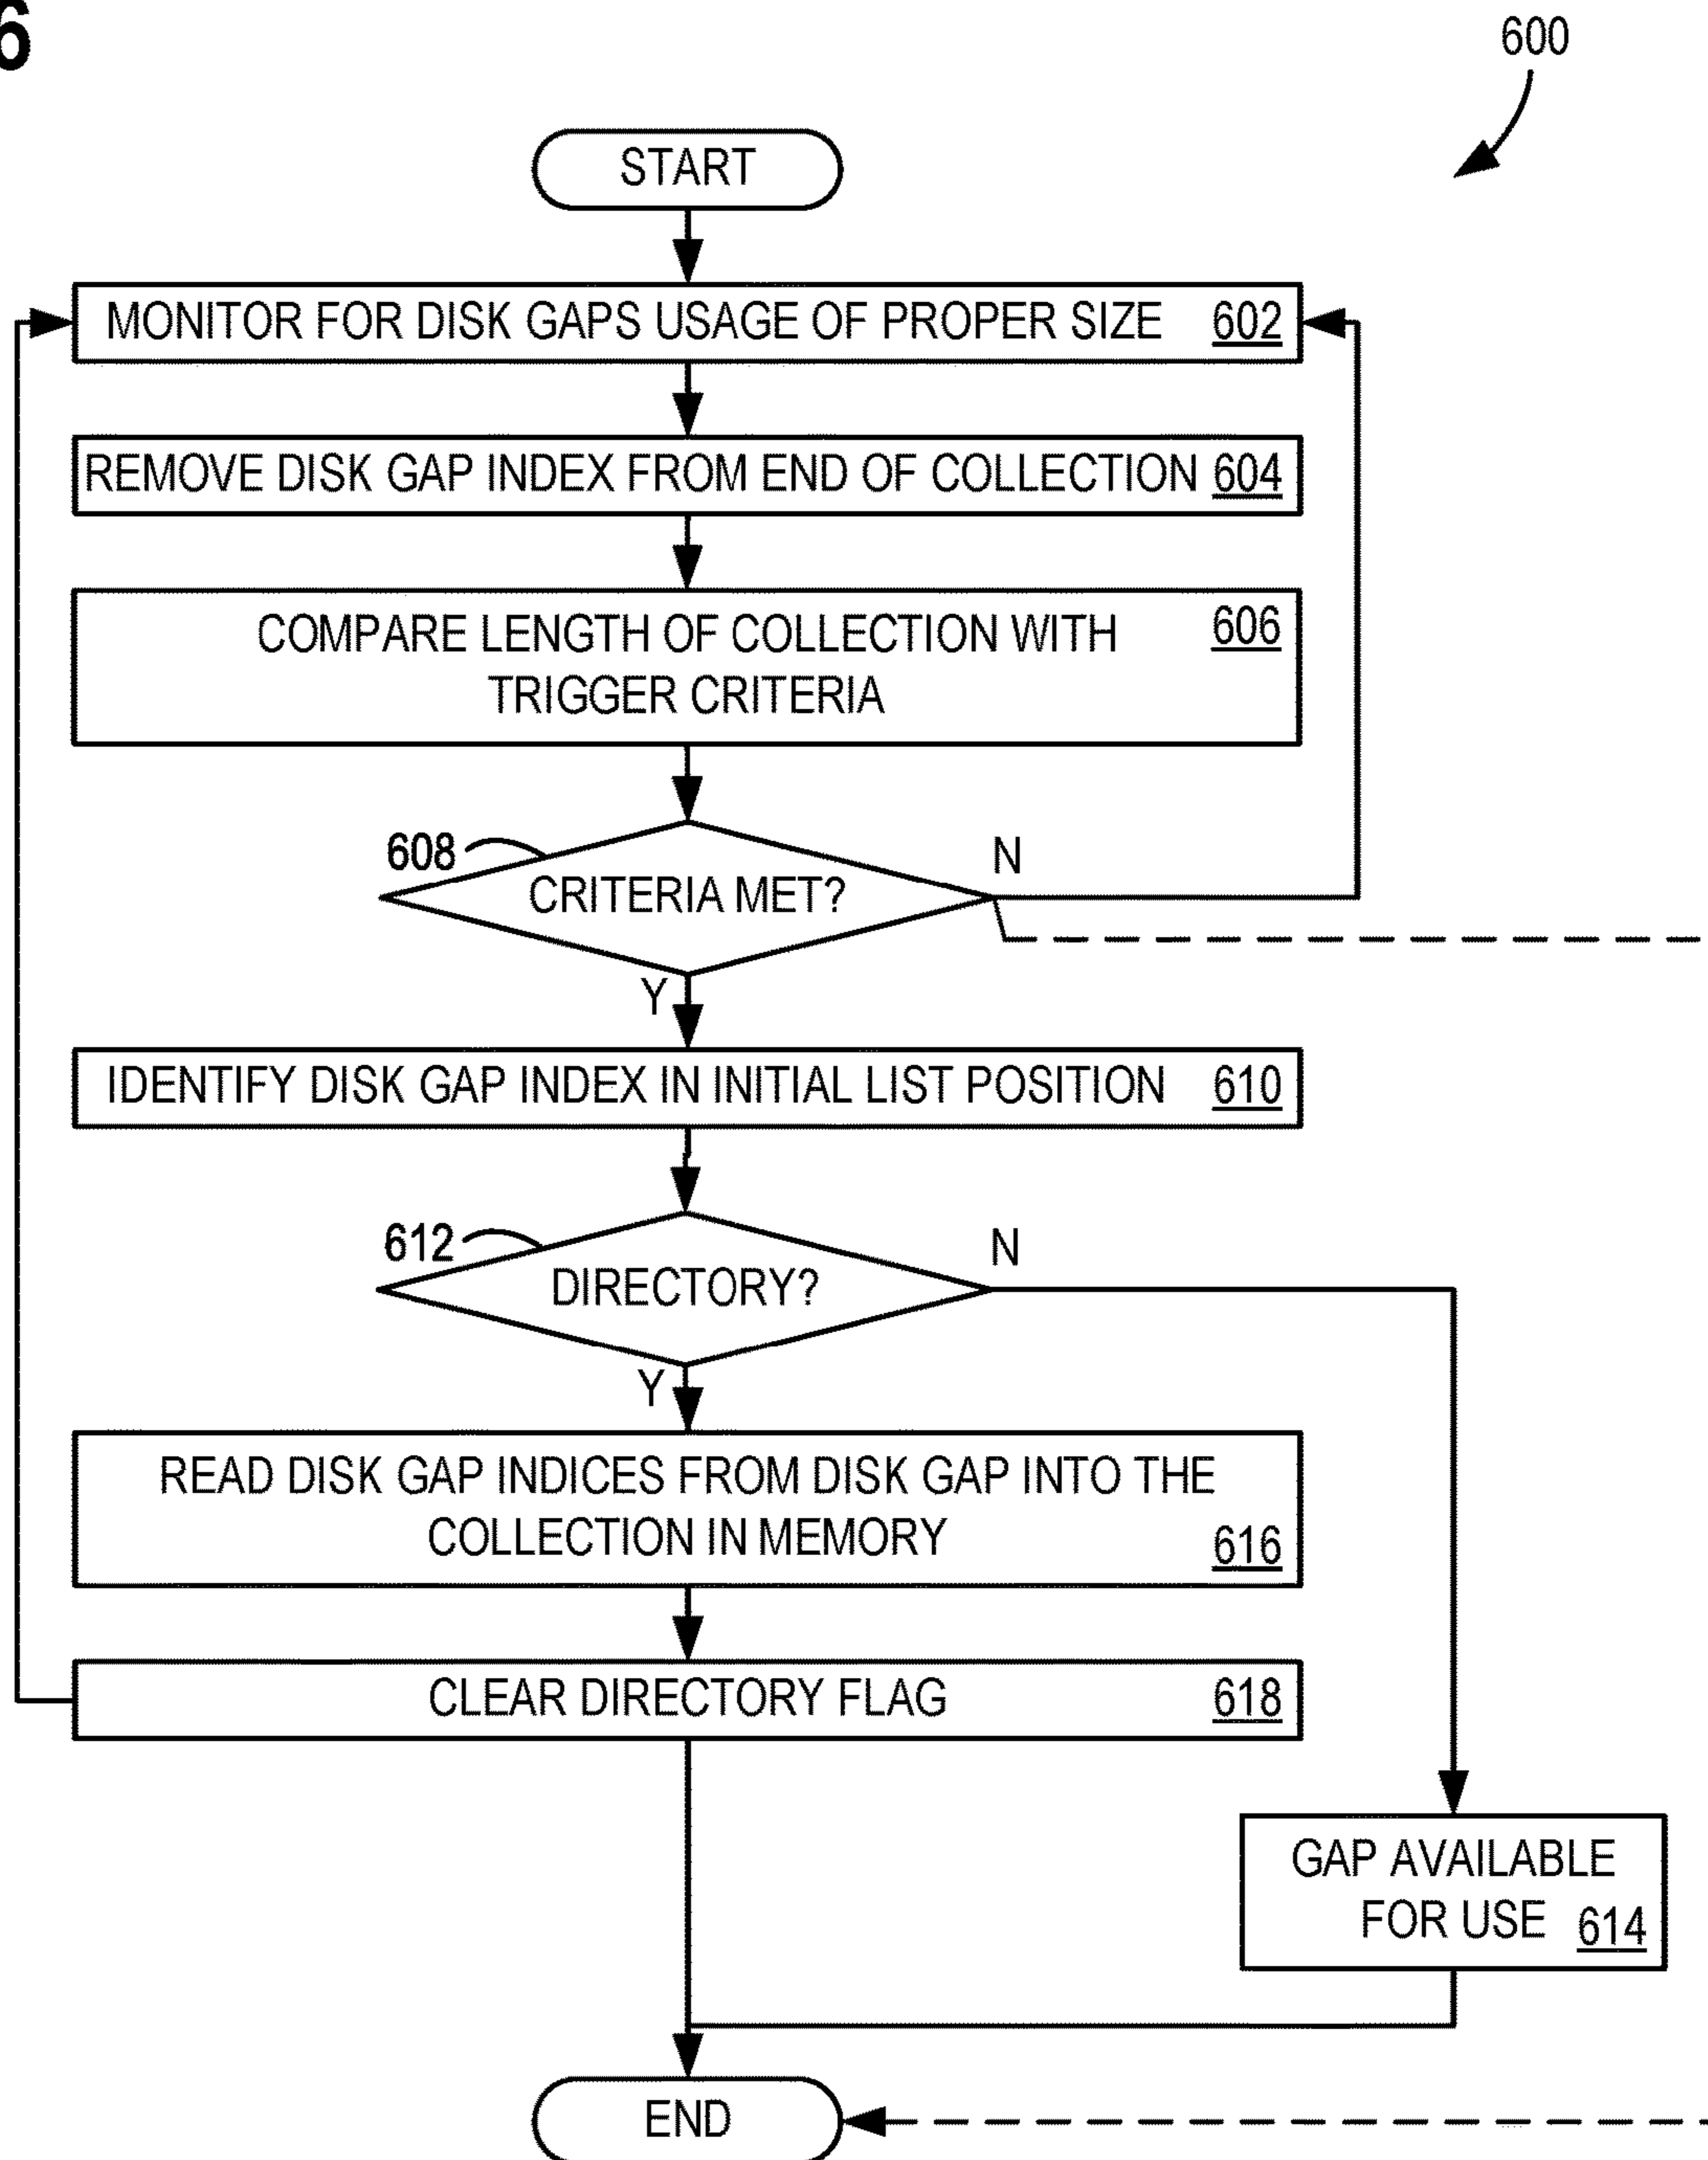 6
600
START
MONITOR FOR DISK GAPS USAGE OF PROPER SIZE 602
REMOVE DISK GAP INDEX FROM END OF COLLECTION 604
COMPARE LENGTH OF COLLECTION WITH 606
TRIGGER CRITERIA
608
N
CRITERIA MET?
Y
IDENTIFY DISK GAP INDEX IN INITIAL LIST POSITION 610
612
N
DIRECTORY?
Y
READ DISK GAP INDICES FROM DISK GAP INTO THE
COLLECTION IN MEMORY 616
CLEAR DIRECTORY FLAG 618
GAP AVAILABLE
FOR USE 614
END